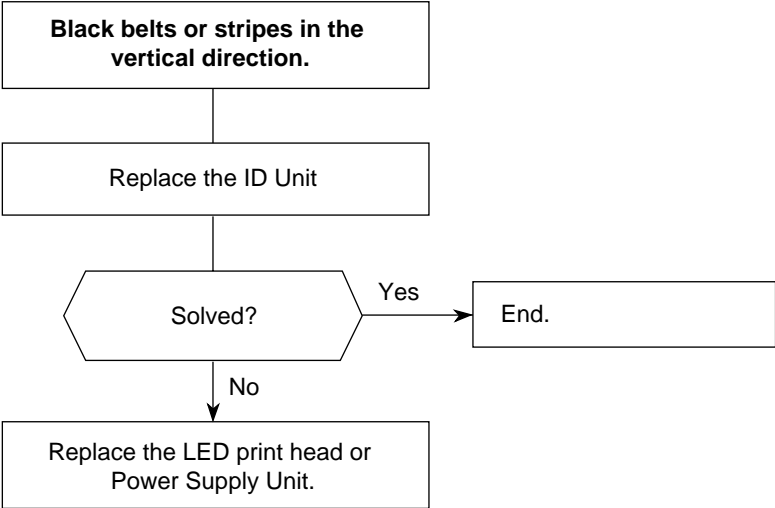 Black belts or stripes in the
vertical direction.
Replace the ID Unit
Solved?
Yes
End.
No
Replace the LED print head or
Power Supply Unit.